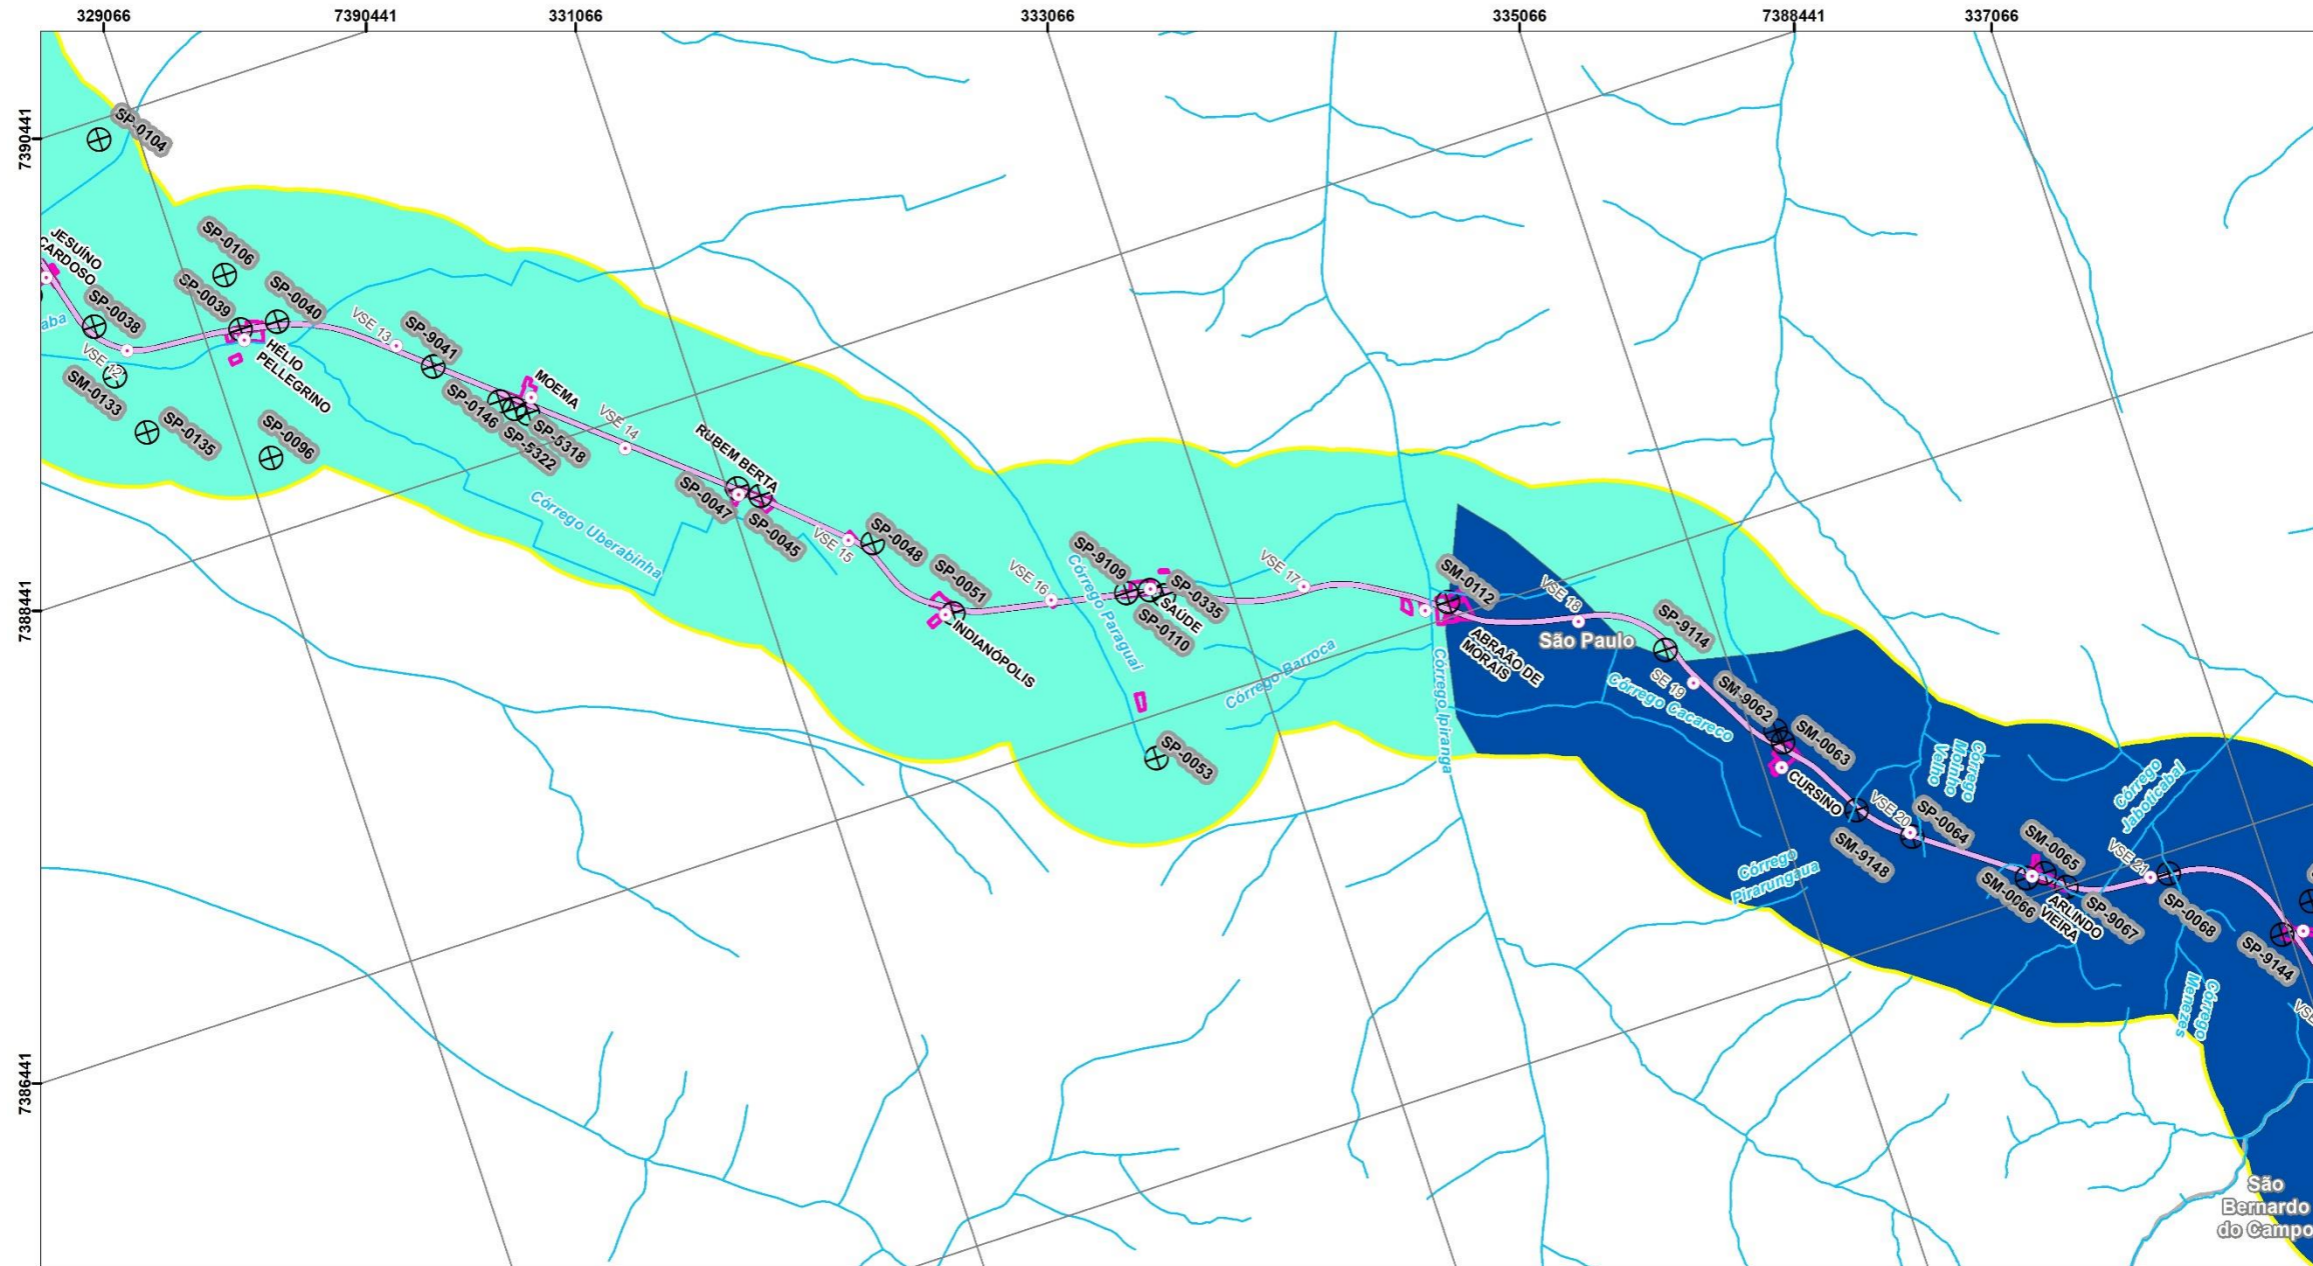 329066
7390441
331066
333066
335066
7388441
337066
7390441
7388441
7386441
SP-0104
JESUÍNO
CARDOSO
SP-0106
SP-0039
SP-0040
SP-0038
aba
VSE 12
SM-0133
SP-0135
HÉLIO
PELLEGRINO
SP-0096
VSE 13
SP-9041
MOEMA
SP-0146
SP-5322
SP-5318
VSE 14
Córrego Uberabinha
RUBEM BERTA
SP-0047
SP-0045
VSE 15
SP-0048
SP-0051
INDIANÓPOLIS
VSE 16
Córrego Paraguai
SP-9109
SP-0335
SAÚDE
SP-0110
SP-0053
VSE 17
Córrego Barroca
Córrego Ipiranga
SM-0112
ABRAÃO DE
MORAIS
VSE 18
São Paulo
SP-9114
SE 19
Córrego Cacareco
SM-9062
SM-0063
CURSINO
Córrego
Moinho
Velho
VSE 20
SP-0064
SM-9148
Córrego
Pirarungaua
SM-0065
SM-0066
ARLINDO
VIEIRA
SP-9067
Córrego
Jaboticabal
VSE 21
SP-0068
SP-9144
Córrego
Menezes
VSE
São
Bernardo
do Campo